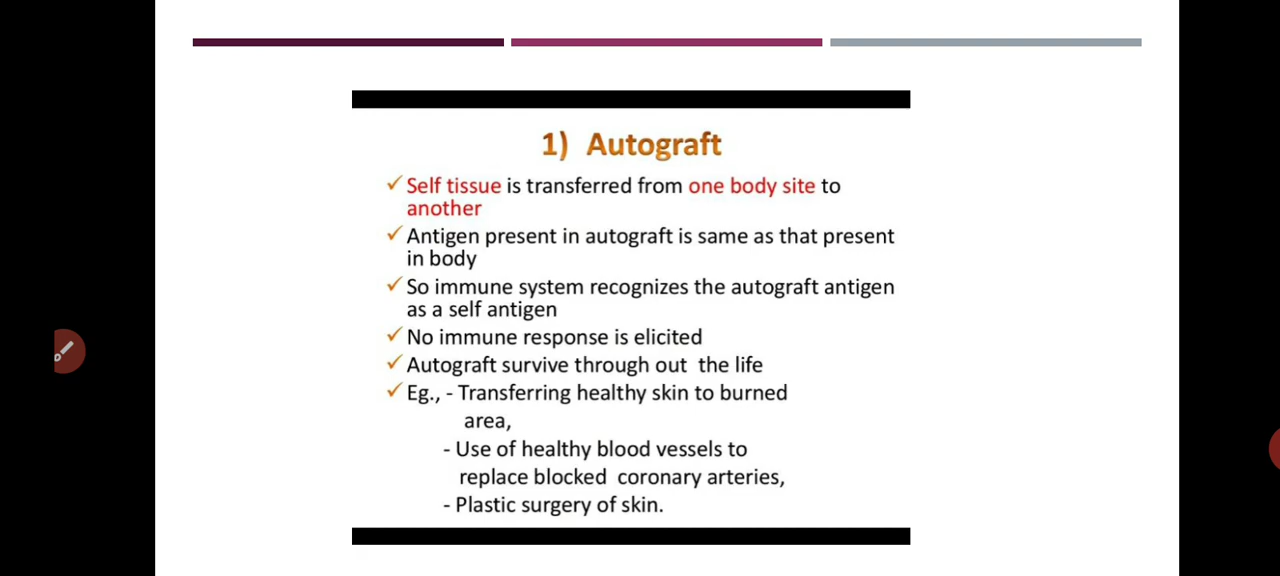 1) Autograft
✓ Self tissue is transferred from one body site to
another
✓ Antigen present in autograft is same as that present
in body
✓ So immune system recognizes the autograft antigen
as a self antigen
✓ No immune response is elicited
✓ Autograft survive through out the life
✓ Eg., - Transferring healthy skin to burned
area,
- Use of healthy blood vessels to
replace blocked coronary arteries,
- Plastic surgery of skin.